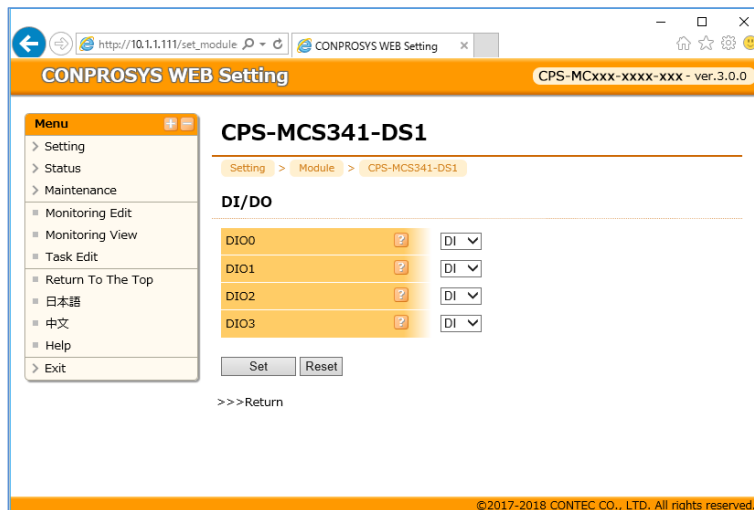 http://10.1.1.111/set_module
CONPROSYS WEB Setting
CONPROSYS WEB Setting
CPS-MCxxx-xxxx-xxx - ver.3.0.0
Menu
Setting
Status
Maintenance
Monitoring Edit
Monitoring View
Task Edit
Return To The Top
日本語
中文
Help
Exit
CPS-MCS341-DS1
Setting > Module > CPS-MCS341-DS1
DI/DO
DIO0 ? DI
DIO1 ? DI
DIO2 ? DI
DIO3 ? DI
Set Reset
>>>Return
©2017-2018 CONTEC CO., LTD. All rights reserved.